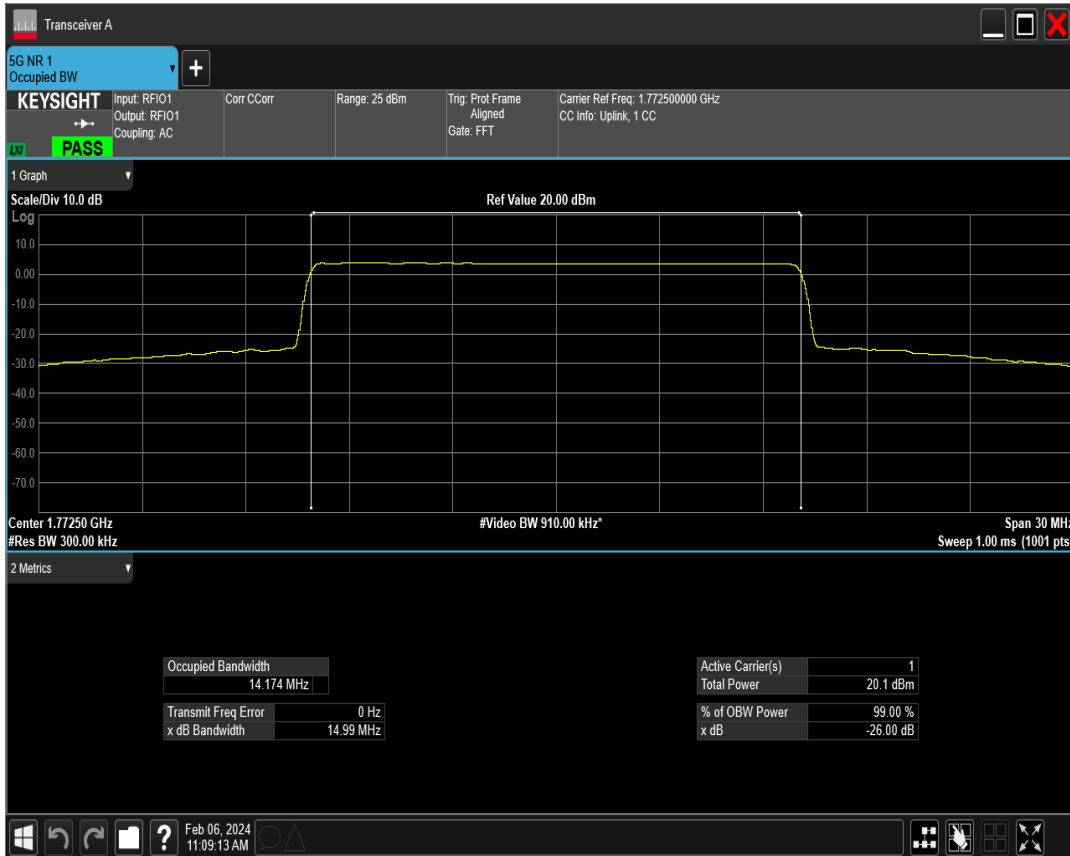 Transceiver A
5G NR 1
Occupied BW
+
KEYSIGHT
LXI
PASS
Input: RFIO1
Output: RFIO1
Coupling: AC
Corr CCorr
Range: 25 dBm
Trig: Prot Frame
Aligned
Gate: FFT
Carrier Ref Freq: 1.772500000 GHz
CC Info: Uplink, 1 CC
1 Graph
Scale/Div 10.0 dB
Ref Value 20.00 dBm
Log
10.0
0.00
-10.0
-20.0
-30.0
-40.0
-50.0
-60.0
-70.0
Center 1.77250 GHz
#Video BW 910.00 kHz*
Span 30 MHz
#Res BW 300.00 kHz
Sweep 1.00 ms (1001 pts
2 Metrics
Occupied Bandwidth
14.174 MHz
Transmit Freq Error 0 Hz
x dB Bandwidth 14.99 MHz
Active Carrier(s) 1
Total Power 20.1 dBm
% of OBW Power 99.00 %
x dB -26.00 dB
?
Feb 06, 2024
11:09:13 AM